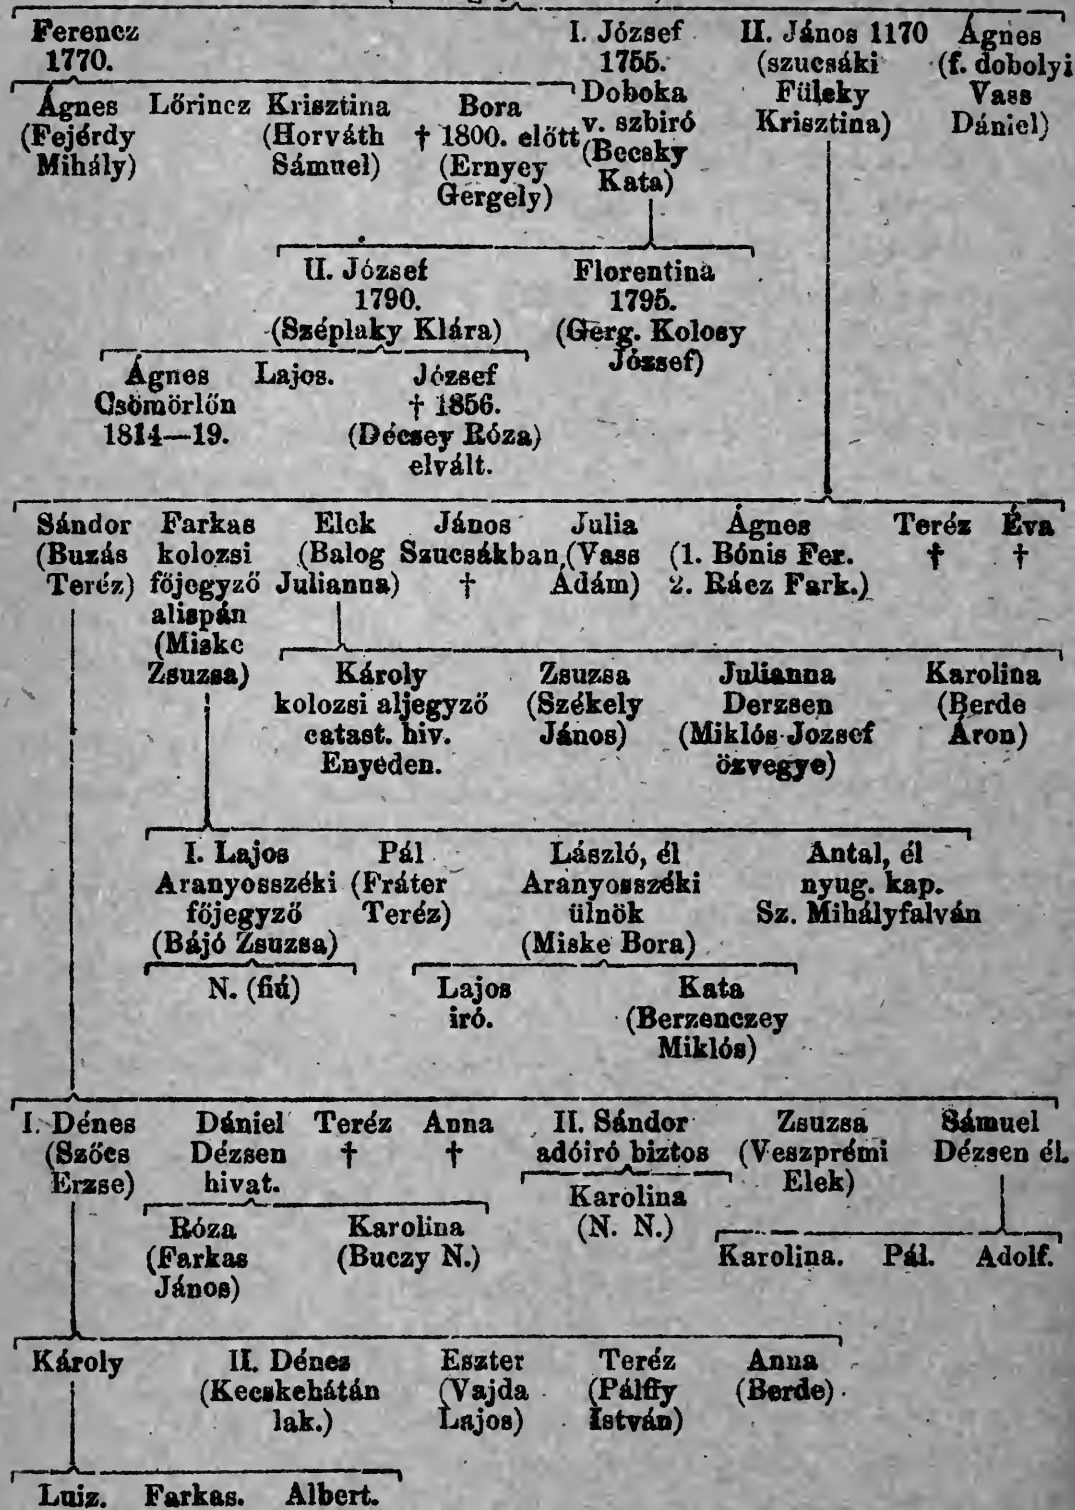 Ferencz I. József II. János 1170 Ágnes
1770. 1755. (szucsáki (f. dobolyi
Ágnes Lőrincz Krisztina Bora Doboka Füleky Vass
(Fejérdy (Horváth † 1800. előtt v. szbiró Krisztina) Dániel)
Mihály) Sámuel) (Ernyey (Becsky
Gergely) Kata)
II. József Florentina
1790. 1795.
(Széplaky Klára) (Gerg. Kolosy
Ágnes Lajos. József József)
Csömörlőn † 1856.
1814—19. (Décsey Róza)
elvált.
Sándor Farkas Elek János Julia Ágnes Teréz Éva
(Buzás kolozsi (Balog Szucsákban (Vass (1. Bónis Fer. † †
Teréz) főjegyző Julianna) † Ádám) 2. Rácz Fark.)
alispán
(Miske
Zsuzsa) Károly Zsuzsa Julianna Karolina
kolozsi aljegyző (Székely Derzsen (Berde
catast. hiv. János) (Miklós Jozsef Áron)
Enyeden. özvegye)
I. Lajos Pál László, él Antal, él
Aranyosszéki (Fráter Aranyosszéki nyug. kap.
főjegyző Teréz) ülnök Sz. Mihályfalván
(Bájó Zsuzsa) (Miske Bora)
N. (fiú) Lajos Kata
iró. (Berzenczey
Miklós)
I. Dénes Dániel Teréz Anna II. Sándor Zsuzsa Sámuel
(Szőcs Dézsen † † adóiró biztos (Veszprémi Dézsen él.
Erzse) hivat. Karolina Elek)
Róza Karolina (N. N.)
(Farkas (Buczy N.) Karolina. Pál. Adolf.
János)
Károly II. Dénes Eszter Teréz Anna
(Kecskehátán (Vajda (Pálffy (Berde)
lak.) Lajos) István)
Luiz. Farkas. Albert.